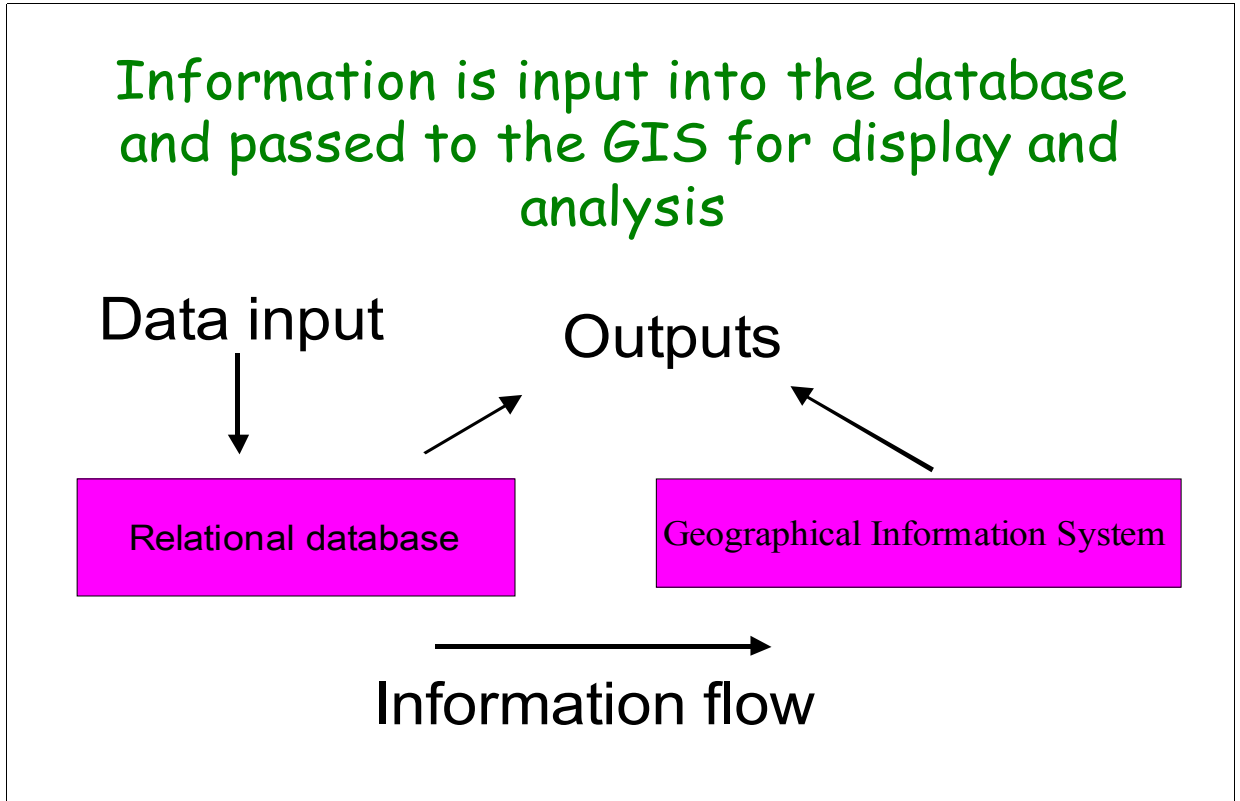 Information is input into the database
and passed to the GIS for display and
analysis
Data input
Outputs
Relational database
Geographical Information System
Information flow